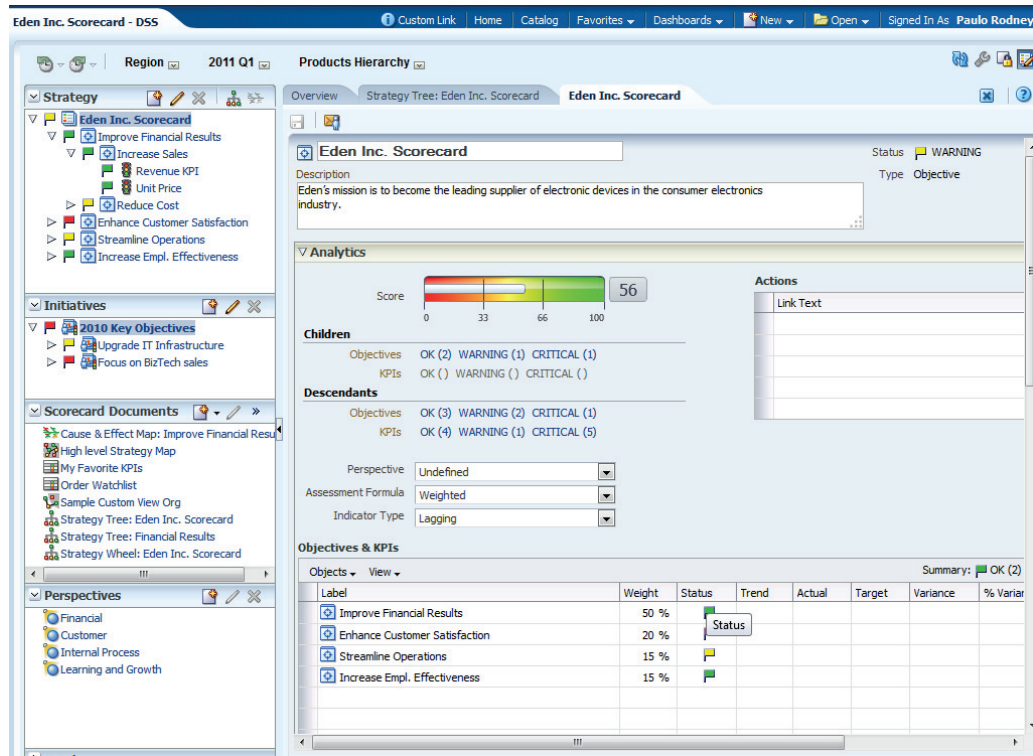 Eden Inc. Scorecard - DSS
Custom Link Home Catalog Favorites Dashboards New Open Signed In As Paulo Rodney
Region 2011 Q1 Products Hierarchy
Strategy
Eden Inc. Scorecard
Improve Financial Results
Increase Sales
Revenue KPI
Unit Price
Reduce Cost
Enhance Customer Satisfaction
Streamline Operations
Increase Empl. Effectiveness
Initiatives
2010 Key Objectives
Upgrade IT Infrastructure
Focus on BizTech sales
Scorecard Documents »
Cause & Effect Map: Improve Financial Resu
High level Strategy Map
My Favorite KPIs
Order Watchlist
Sample Custom View Org
Strategy Tree: Eden Inc. Scorecard
Strategy Tree: Financial Results
Strategy Wheel: Eden Inc. Scorecard
Perspectives
Financial
Customer
Internal Process
Learning and Growth
Overview Strategy Tree: Eden Inc. Scorecard Eden Inc. Scorecard
Eden Inc. Scorecard
Status WARNING
Description
Type Objective
Eden's mission is to become the leading supplier of electronic devices in the consumer electronics
industry.
Analytics
Score 56
0 33 66 100
Actions
Link Text
Children
Objectives OK (2) WARNING (1) CRITICAL (1)
KPIs OK ( ) WARNING ( ) CRITICAL ( )
Descendants
Objectives OK (3) WARNING (2) CRITICAL (1)
KPIs OK (4) WARNING (1) CRITICAL (5)
Perspective Undefined
Assessment Formula Weighted
Indicator Type Lagging
Objectives & KPIs
Objects View Summary: OK (2)
Label Weight Status Trend Actual Target Variance % Varian
Improve Financial Results 50 %
Status
Enhance Customer Satisfaction 20 %
Streamline Operations 15 %
Increase Empl. Effectiveness 15 %